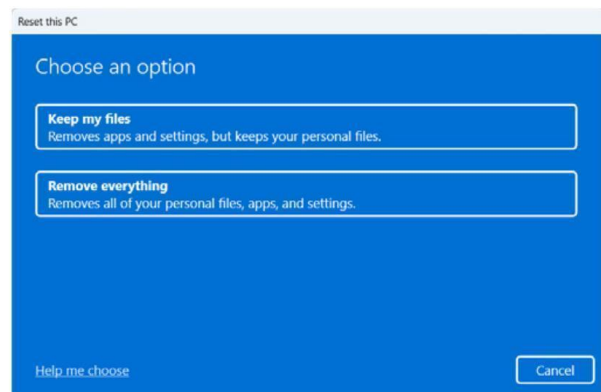 Reset this PC
Choose an option
Keep my files
Removes apps and settings, but keeps your personal files.
Remove everything
Removes all of your personal files, apps, and settings.
Help me choose
Cancel